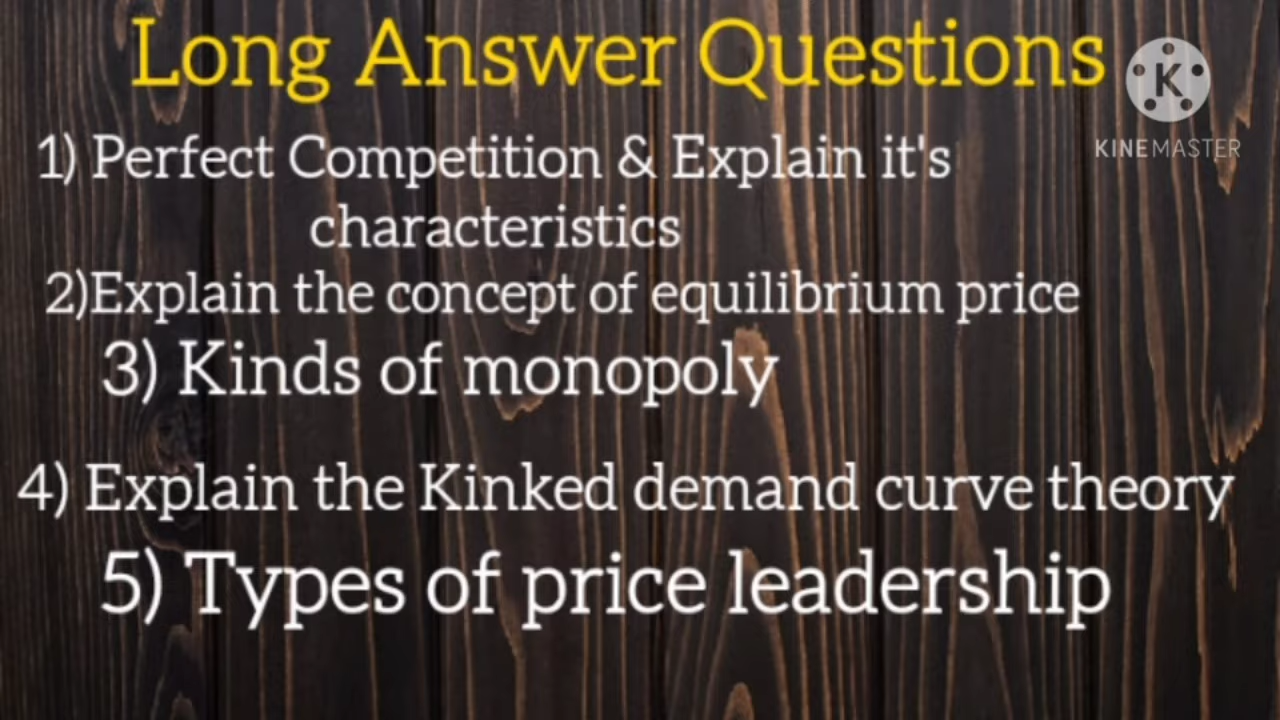 Long Answer Questions
KINEMASTER
1) Perfect Competition & Explain it's
characteristics
2)Explain the concept of equilibrium price
3) Kinds of monopoly
4) Explain the Kinked demand curve theory
5) Types of price leadership